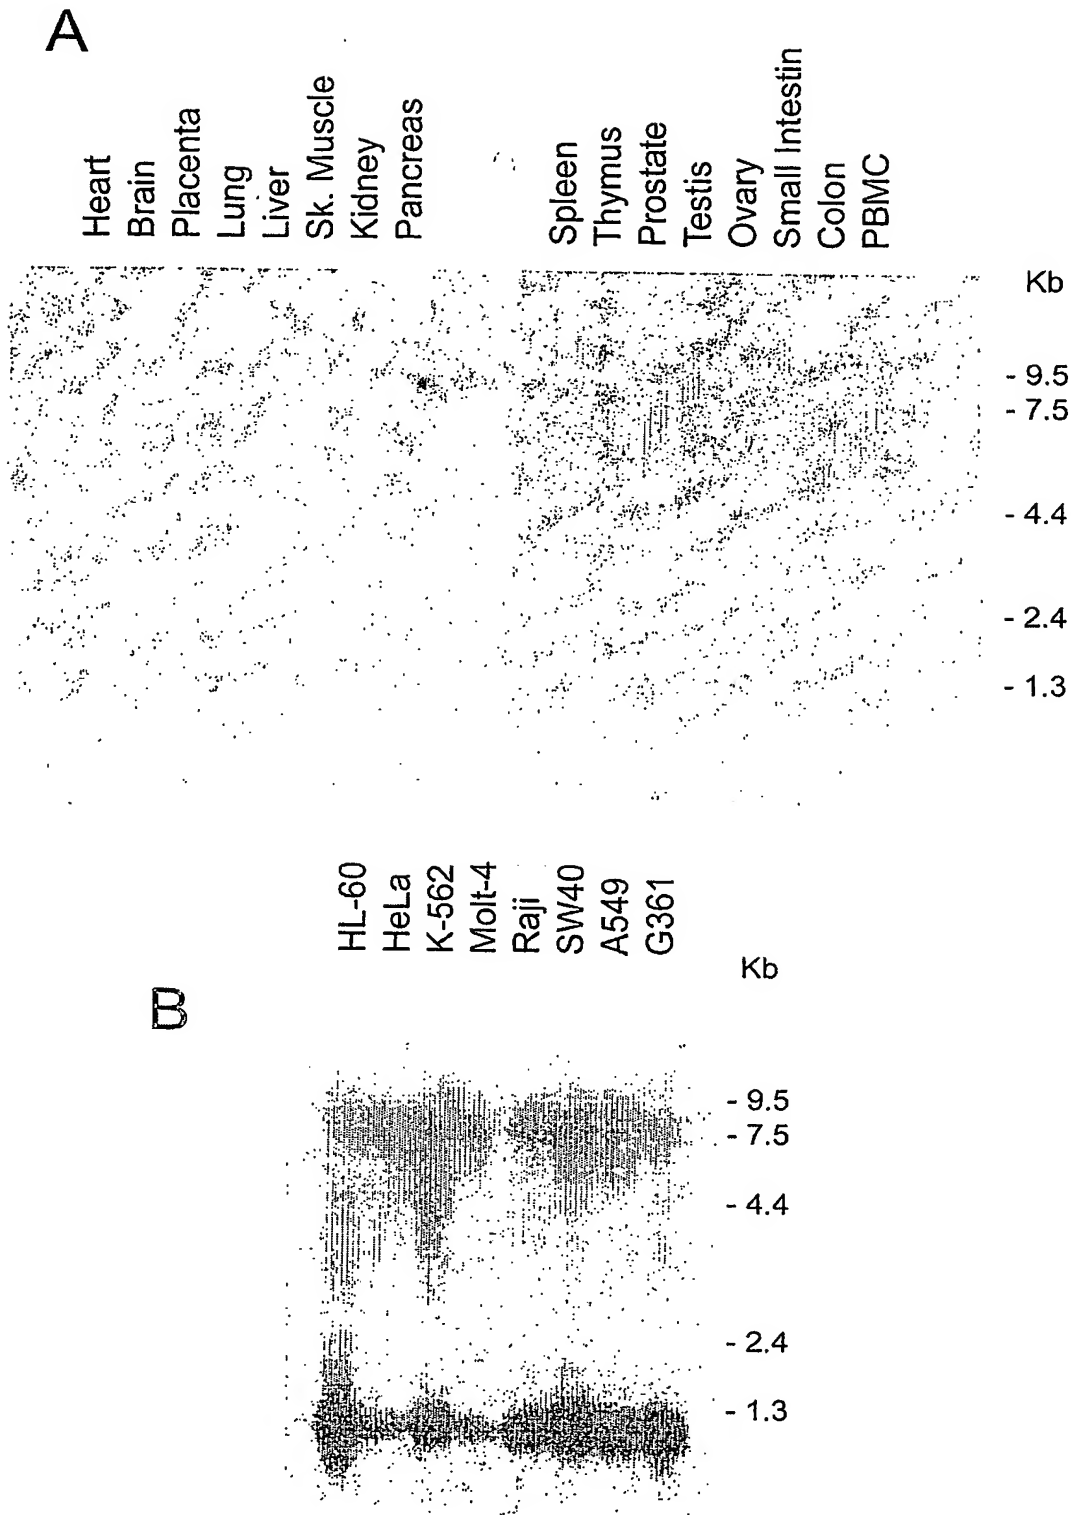 A
Heart
Brain
Placenta
Lung
Liver
Sk. Muscle
Kidney
Pancreas
Spleen
Thymus
Prostate
Testis
Ovary
Small Intestin
Colon
PBMC
Kb
- 9.5
- 7.5
- 4.4
- 2.4
- 1.3
HL-60
HeLa
K-562
Molt-4
Raji
SW40
A549
G361
Kb
B
- 9.5
- 7.5
- 4.4
- 2.4
- 1.3